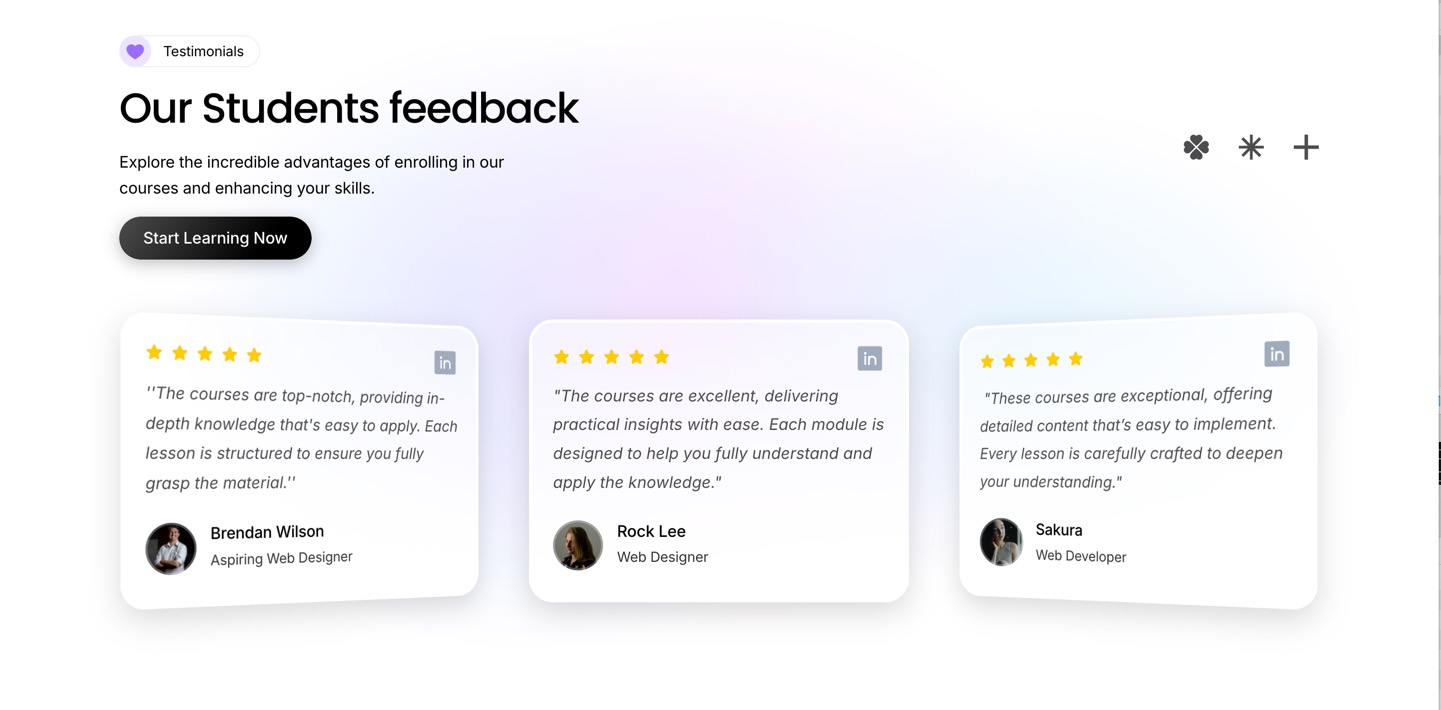 Testimonials
Our Students feedback
Explore the incredible advantages of enrolling in our
courses and enhancing your skills.
Start Learning Now
in
''The courses are top-notch, providing in-
depth knowledge that's easy to apply. Each
lesson is structured to ensure you fully
grasp the material.''
Brendan Wilson
Aspiring Web Designer
in
"The courses are excellent, delivering
practical insights with ease. Each module is
designed to help you fully understand and
apply the knowledge."
Rock Lee
Web Designer
in
"These courses are exceptional, offering
detailed content that’s easy to implement.
Every lesson is carefully crafted to deepen
your understanding."
Sakura
Web Developer